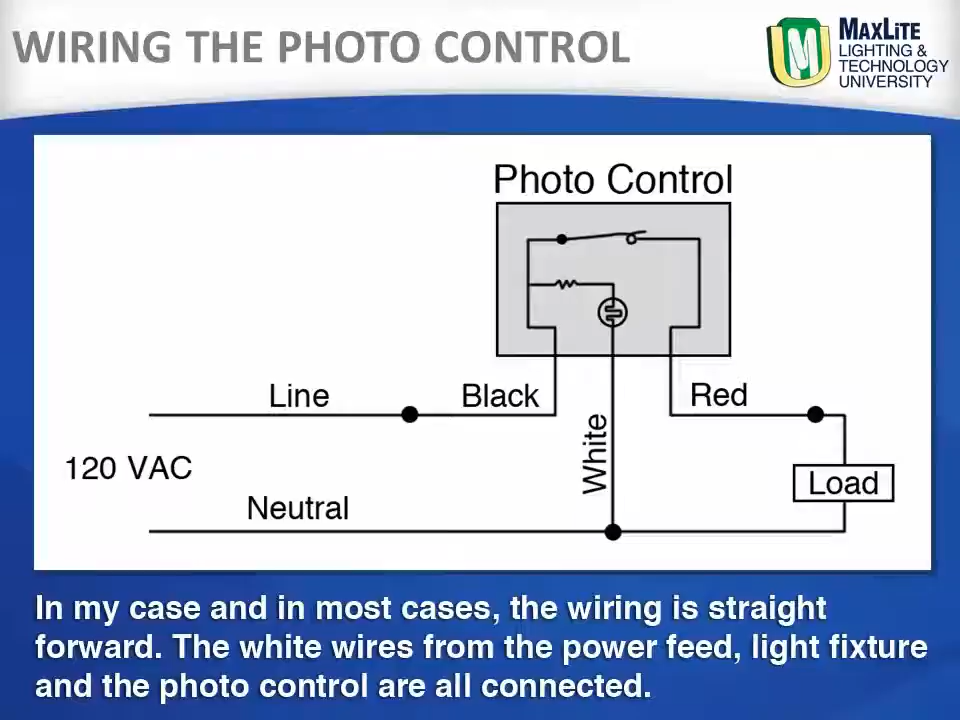 WIRING THE PHOTO CONTROL
MAXLITE
LIGHTING &
TECHNOLOGY
UNIVERSITY
Photo Control
Line
Black
Red
White
120 VAC
Load
Neutral
In my case and in most cases, the wiring is straight
forward. The white wires from the power feed, light fixture
and the photo control are all connected.